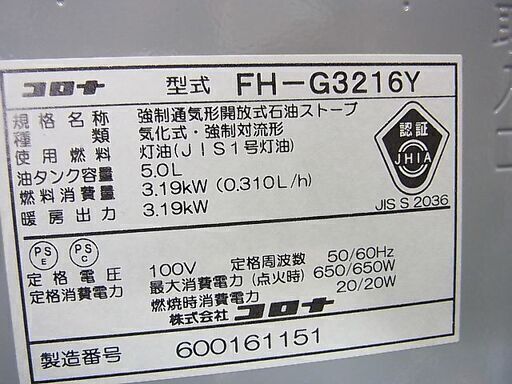 コロナ 型式 FH-G3216Y
規格名称 強制通気形開放式石油ストーブ
種類 気化式・強制対流形
使用燃料 灯油(JIS1号灯油)
油タンク容量 5.0L
燃料消費量 3.19kW (0.310L/h)
暖房出力 3.19kW
認証
JHIA
JIS S 2036
PS E PS C
定格電圧 100V 定格周波数 50/60Hz
定格消費電力 最大消費電力(点火時) 650/650W
燃焼時消費電力 20/20W
株式会社 コロナ
製造番号 600161151